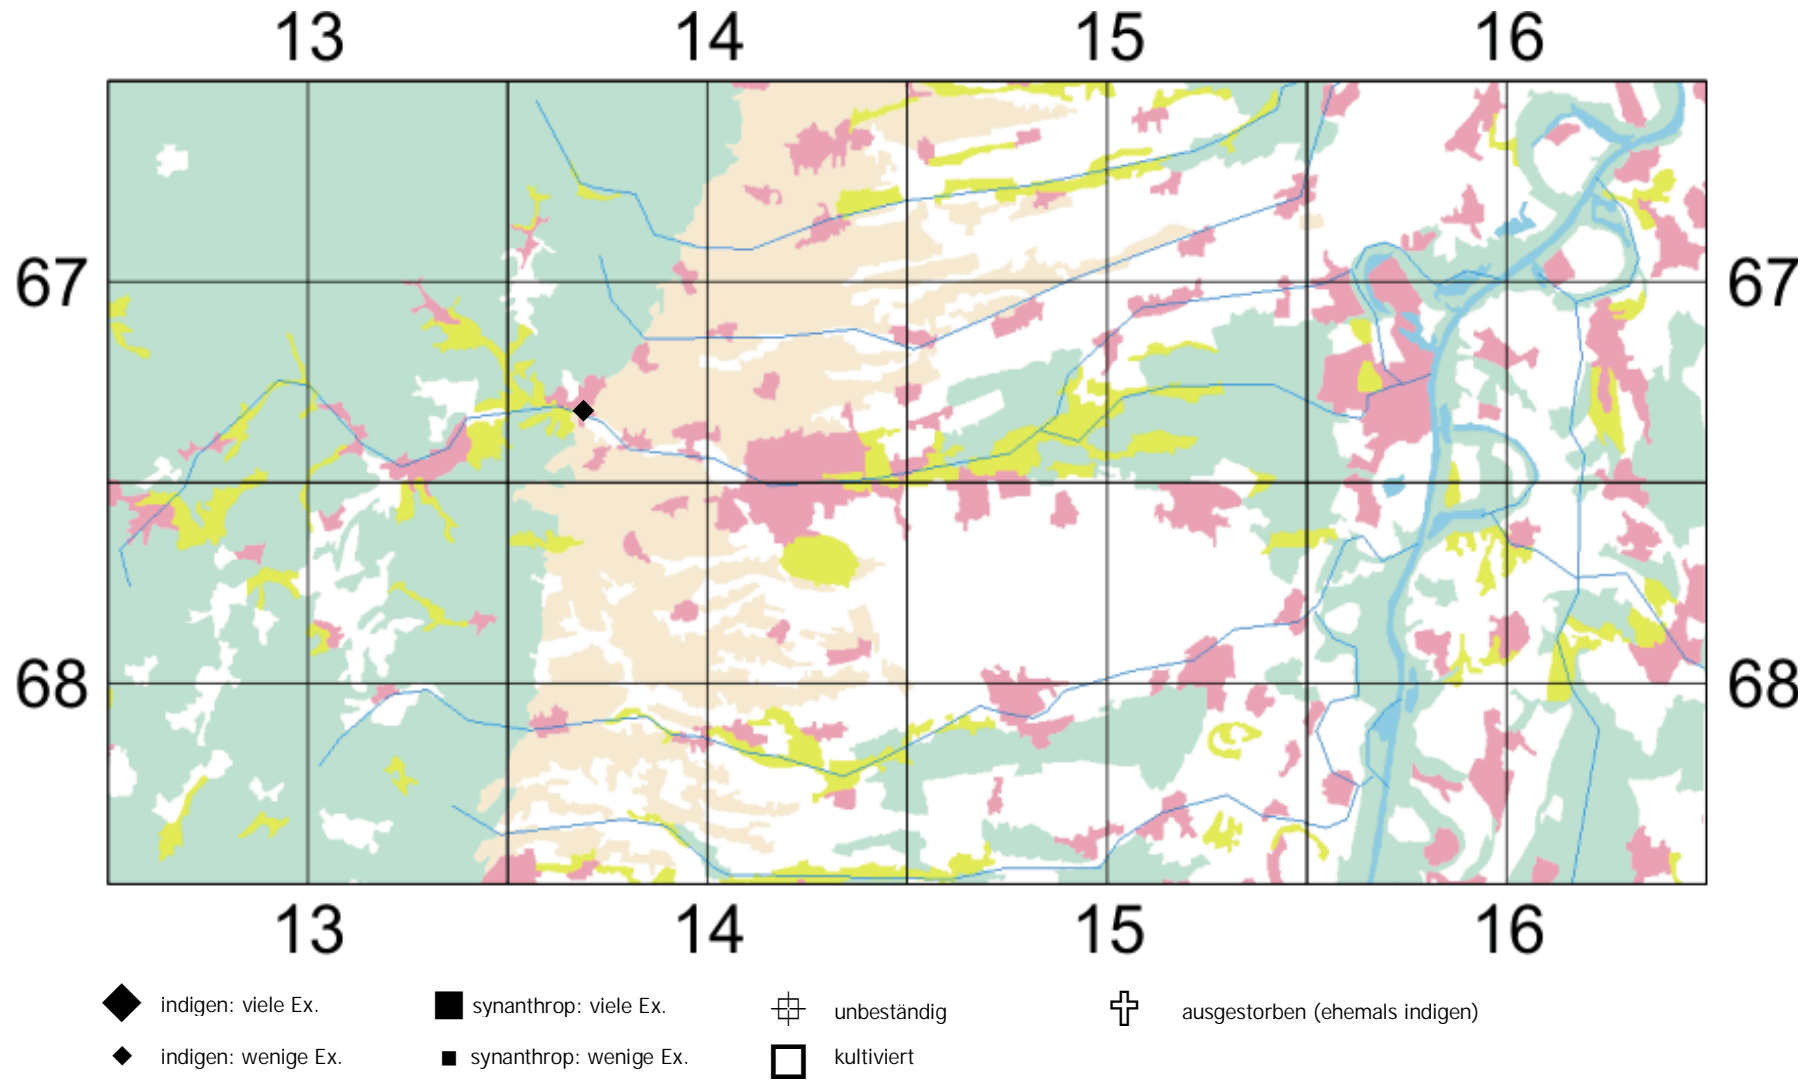 13 14 15 16
67 67
68 68
13 14 15 16
indigen: viele Ex. synanthrop: viele Ex. unbeständig ausgestorben (ehemals indigen)
indigen: wenige Ex. synanthrop: wenige Ex. kultiviert